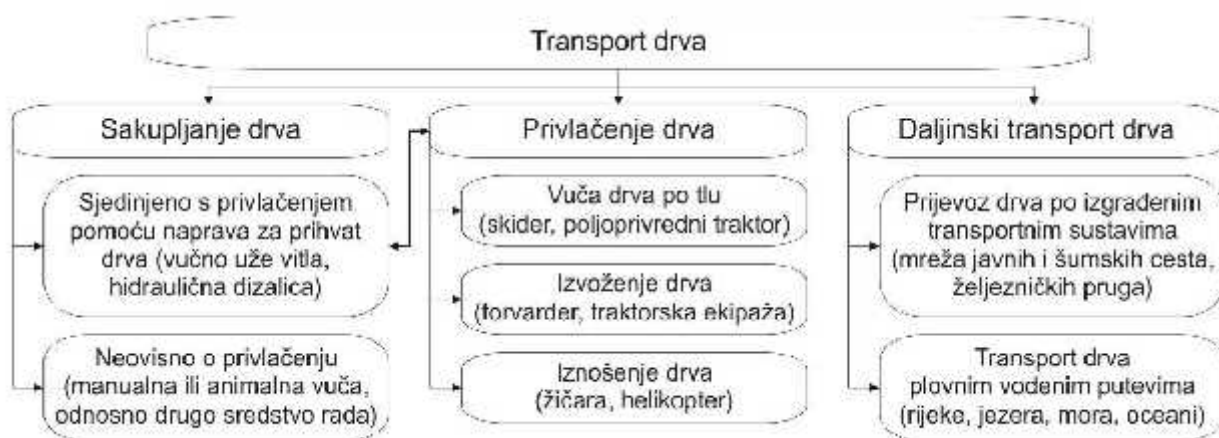 Transport drva
Sakupljanje drva
Sjedinjeno s privlačenjem
pomoću naprava za prihvat
drva (vučno uže vitla,
hidraulična dizalica)
Neovisno o privlačenju
(manualna ili animalna vuča,
odnosno drugo sredstvo rada)
Privlačenje drva
Vuča drva po tlu
(skider, poljoprivredni traktor)
Izvoženje drva
(forvarder, traktorska ekipaža)
Iznošenje drva
(žičara, helikopter)
Daljinski transport drva
Prijevoz drva po izgrađenim
transportnim sustavima
(mreža javnih i šumskih cesta,
željezničkih pruga)
Transport drva
plovnim vodenim putevima
(rijeke, jezera, mora, oceani)